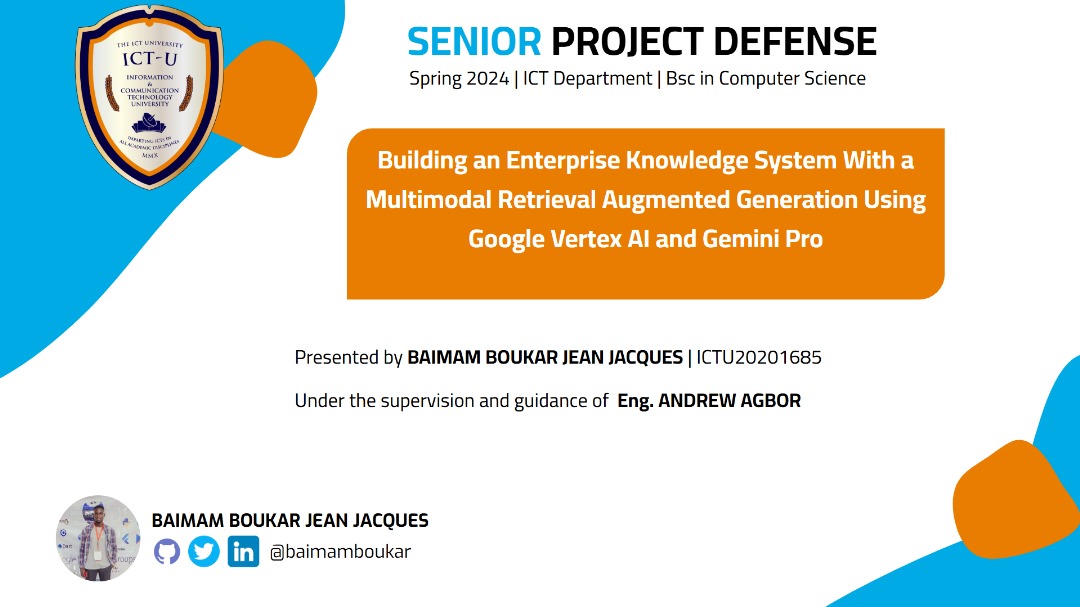 THE ICT UNIVERSITY
ICT-U
INFORMATION
&
COMMUNICATION
TECHNOLOGY
UNIVERSITY
IMPARTING ICTS IN
ALL ACADEMIC DISCIPLINES
MMX
SENIOR PROJECT DEFENSE
Spring 2024 | ICT Department | Bsc in Computer Science
Building an Enterprise Knowledge System With a
Multimodal Retrieval Augmented Generation Using
Google Vertex AI and Gemini Pro
Presented by BAIMAM BOUKAR JEAN JACQUES | ICTU20201685
Under the supervision and guidance of Eng. ANDREW AGBOR
BAIMAM BOUKAR JEAN JACQUES
in
@baimamboukar